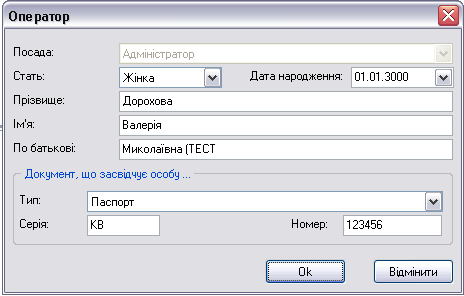 Оператор
Посада: Адміністратор
Стать: Жінка Дата народження: 01.01.3000
Прізвище: Дорохова
Ім'я: Валерія
По батькові: Миколаївна (ТЕСТ
Документ, що засвідчує особу ...
Тип: Паспорт
Серія: КВ Номер: 123456
Ok Відмінити